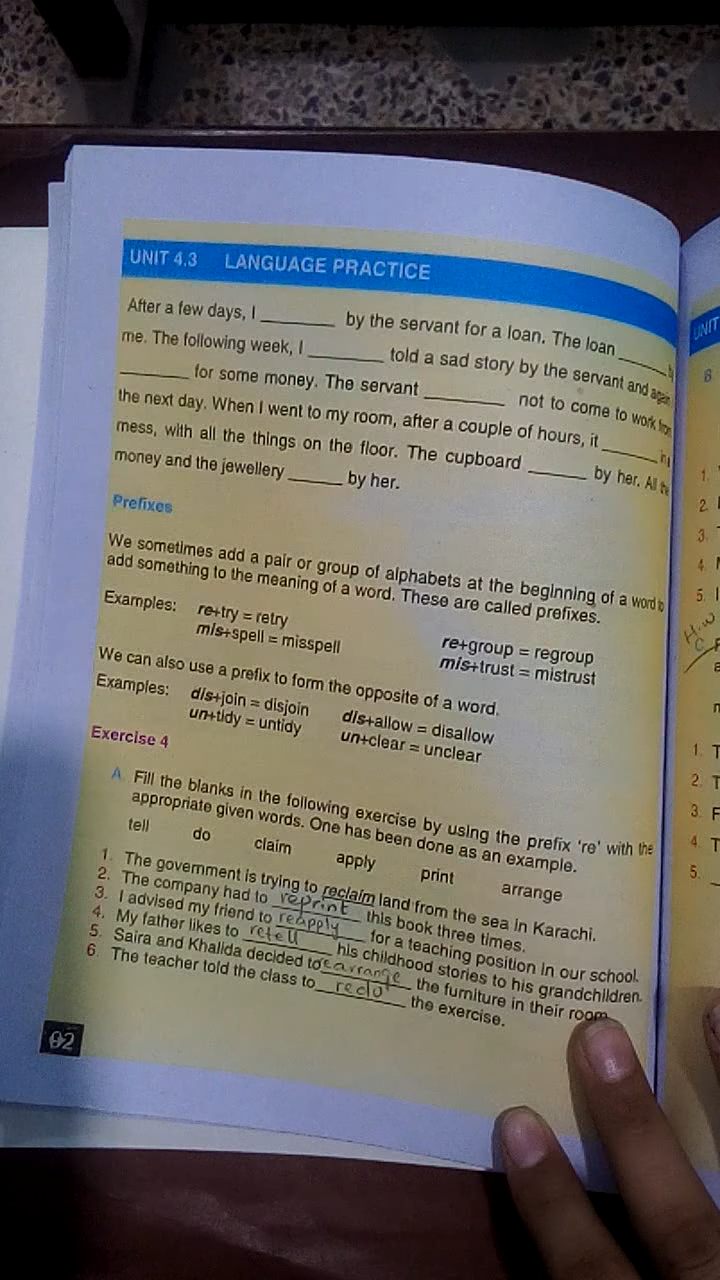 UNIT 4.3 LANGUAGE PRACTICE
After a few days, I ________ by the servant for a loan. The loan ________
me. The following week, I ________ told a sad story by the servant and again
________ for some money. The servant ________ not to come to work from
the next day. When I went to my room, after a couple of hours, it ________ in a
mess, with all the things on the floor. The cupboard ________ by her. All the
money and the jewellery ________ by her.
Prefixes
We sometimes add a pair or group of alphabets at the beginning of a word to
add something to the meaning of a word. These are called prefixes.
Examples: re+try = retry re+group = regroup
mis+spell = misspell mis+trust = mistrust
We can also use a prefix to form the opposite of a word.
Examples: dis+join = disjoin dis+allow = disallow
un+tidy = untidy un+clear = unclear
Exercise 4
A Fill the blanks in the following exercise by using the prefix 're' with the
appropriate given words. One has been done as an example.
tell do claim apply print arrange
1. The government is trying to reclaim land from the sea in Karachi.
2. The company had to reprint this book three times.
3. I advised my friend to reapply for a teaching position in our school.
4. My father likes to retell his childhood stories to his grandchildren.
5. Saira and Khalida decided to rearrange the furniture in their room.
6. The teacher told the class to redo the exercise.
92
UNIT
B
1.
2.
3.
4.
5.
C
1. T
2. T
3. F
4. T
5.